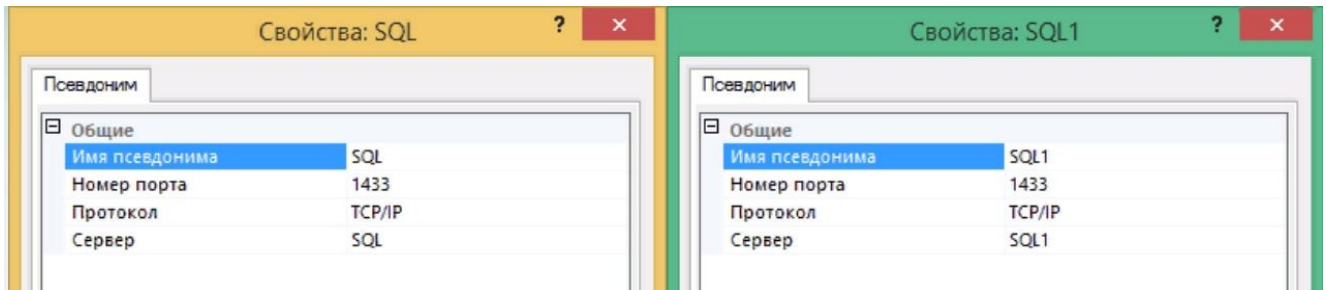 Свойства: SQL
?
×
Псевдоним
Общие
Имя псевдонима SQL
Номер порта 1433
Протокол TCP/IP
Сервер SQL
Свойства: SQL1
?
×
Псевдоним
Общие
Имя псевдонима SQL1
Номер порта 1433
Протокол TCP/IP
Сервер SQL1